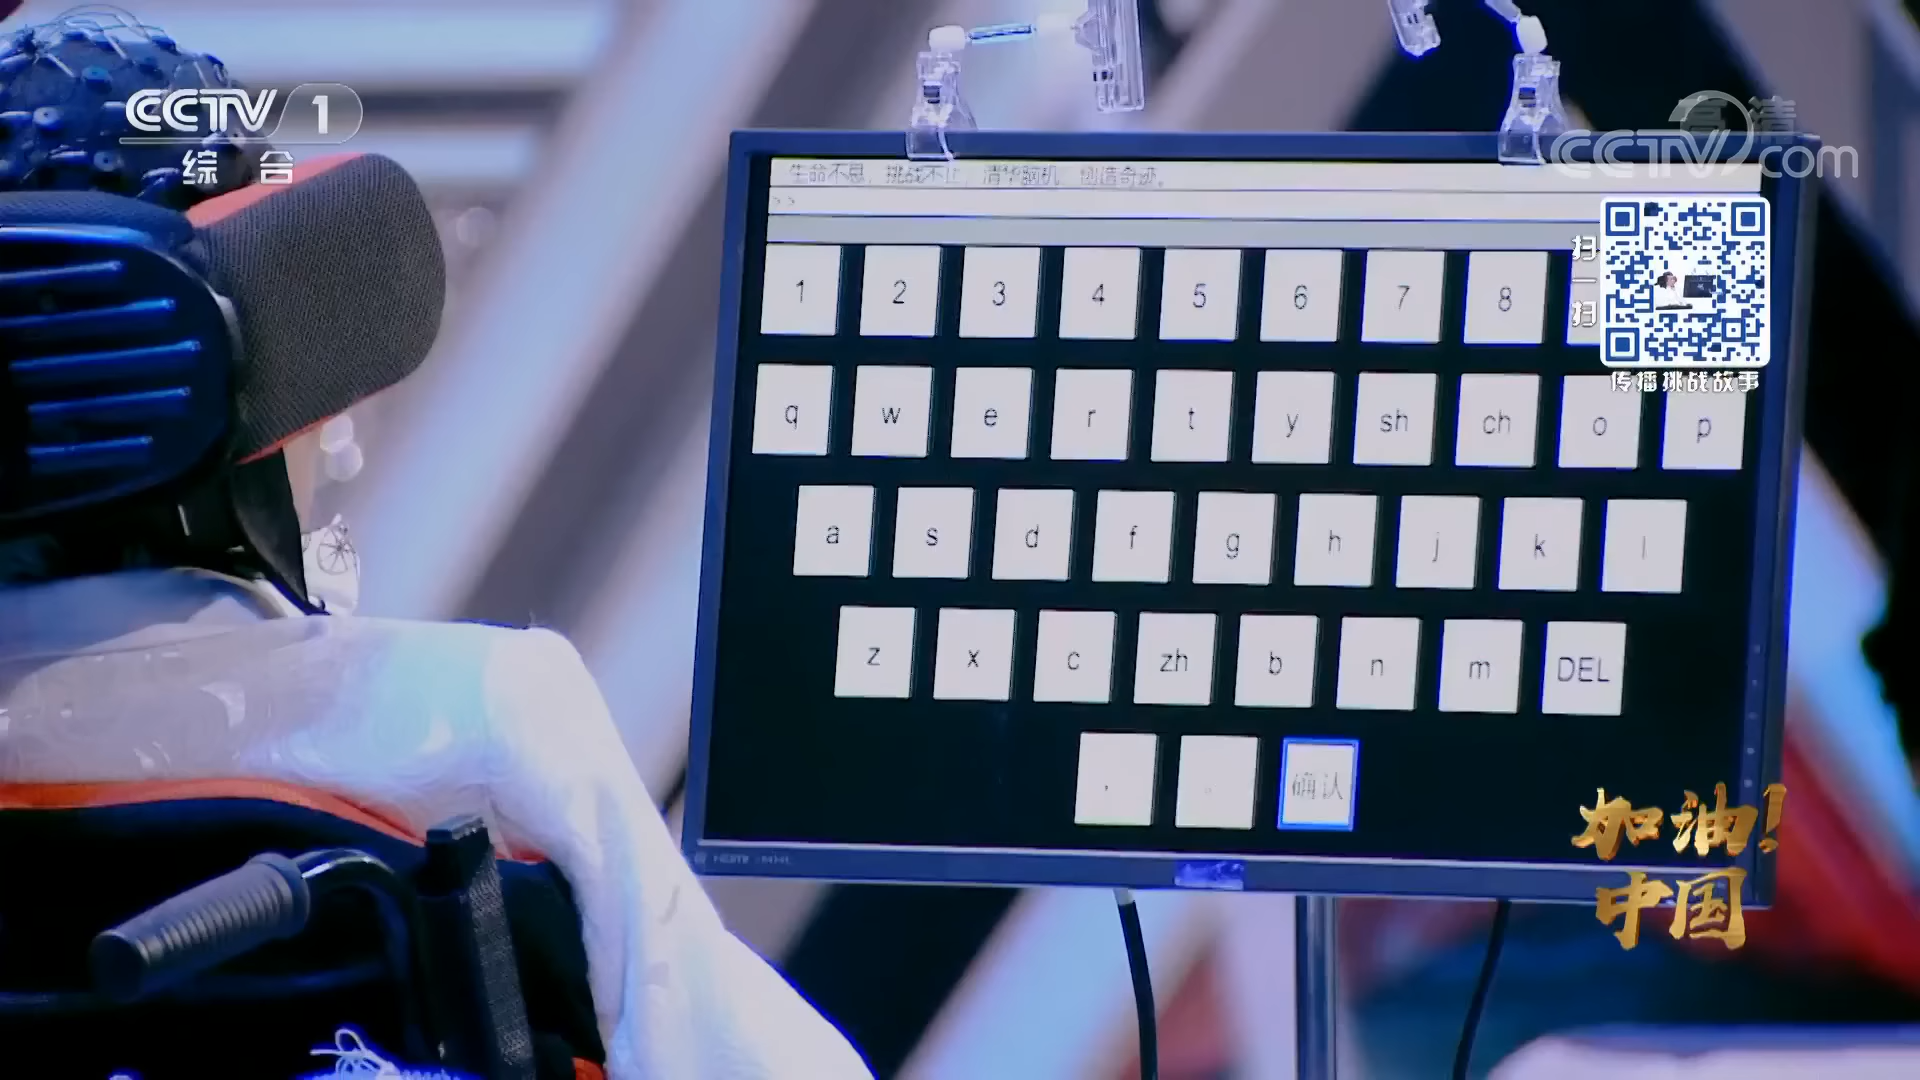 CCTV 1
综合
高清
CCTV com
生命不息，挑战不止，清华脑机，创造奇迹。
>>
1 2 3 4 5 6 7 8
扫一扫
传播挑战故事
q w e r t y sh ch o p
a s d f g h j k l
z x c zh b n m DEL
, 。 确认
加油!
中国